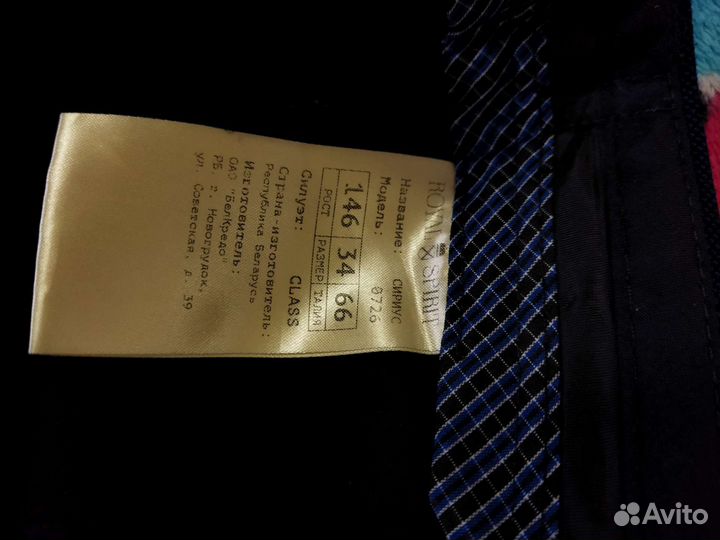 ROYAL & SPIRIT
Название: СИРИУС
Модель: 0726
146 34 66
РОСТ РАЗМЕР ТАЛИЯ
Силуэт: CLASS
Страна-изготовитель:
Республика Беларусь
Изготовитель:
ОАО "БелКредо"
РБ г. Новогрудок,
ул. Советская, д. 39
Avito